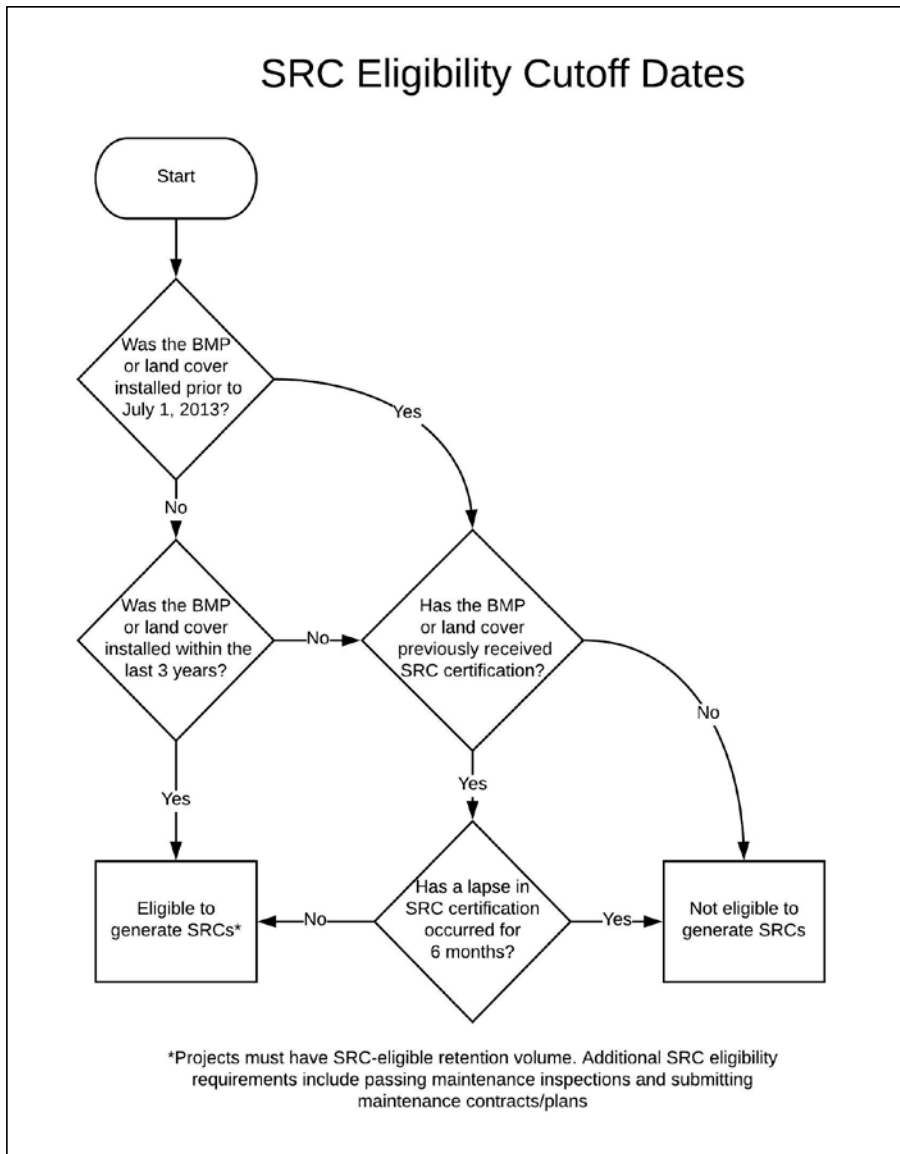 SRC Eligibility Cutoff Dates
Start
Was the BMP
or land cover
installed prior to
July 1, 2013?
Yes
No
Was the BMP
or land cover
installed within the
last 3 years?
No
Has the BMP
or land cover
previously received
SRC certification?
No
Yes
Yes
Eligible to
generate SRCs*
No
Has a lapse in
SRC certification
occurred for
6 months?
Yes
Not eligible to
generate SRCs
*Projects must have SRC-eligible retention volume. Additional SRC eligibility
requirements include passing maintenance inspections and submitting
maintenance contracts/plans